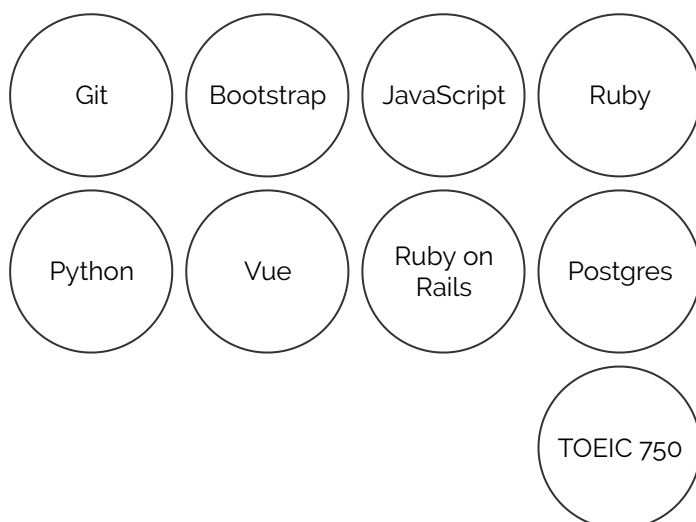 Git
Bootstrap
JavaScript
Ruby
Python
Vue
Ruby on
Rails
Postgres
TOEIC 750